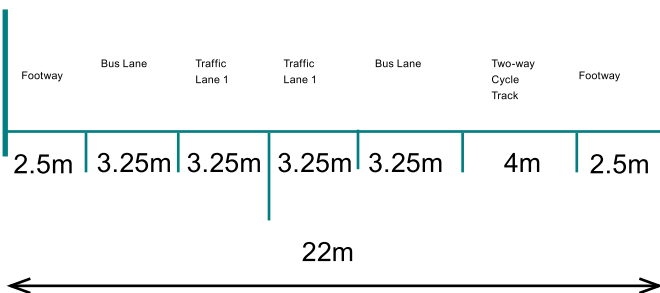 Footway
Bus Lane
Traffic
Lane 1
Traffic
Lane 1
Bus Lane
Two-way
Cycle
Track
Footway
2.5m
3.25m
3.25m
3.25m
3.25m
4m
2.5m
22m